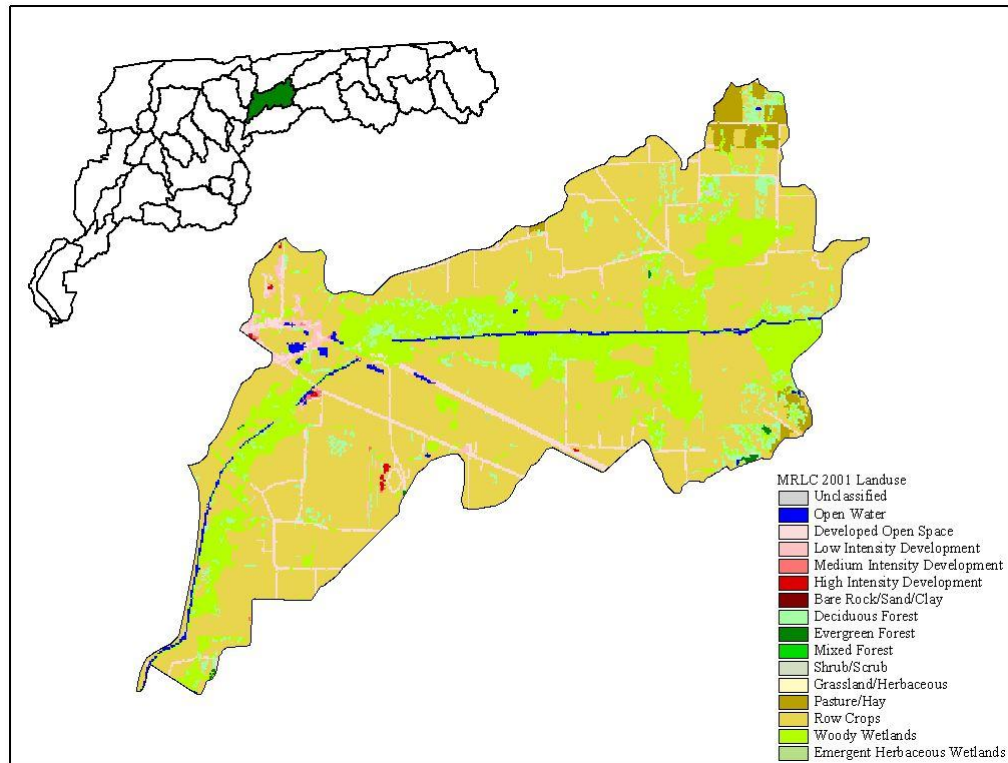 MRLC 2001 Landuse
Unclassified
Open Water
Developed Open Space
Low Intensity Development
Medium Intensity Development
High Intensity Development
Bare Rock/Sand/Clay
Deciduous Forest
Evergreen Forest
Mixed Forest
Shrub/Scrub
Grassland/Herbaceous
Pasture/Hay
Row Crops
Woody Wetlands
Emergent Herbaceous Wetlands